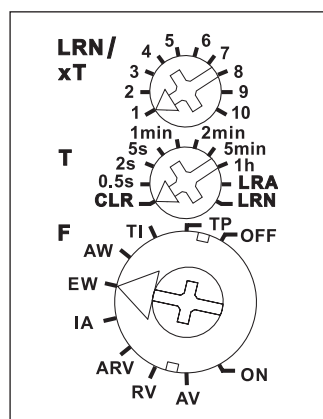 LRN/
xT
1
2
3
4
5
6
7
8
9
10
T
CLR
0.5s
2s
5s
1min
2min
5min
1h
LRA
LRN
F
ARV
IA
EW
AW
TI
TP
OFF
ON
AV
RV